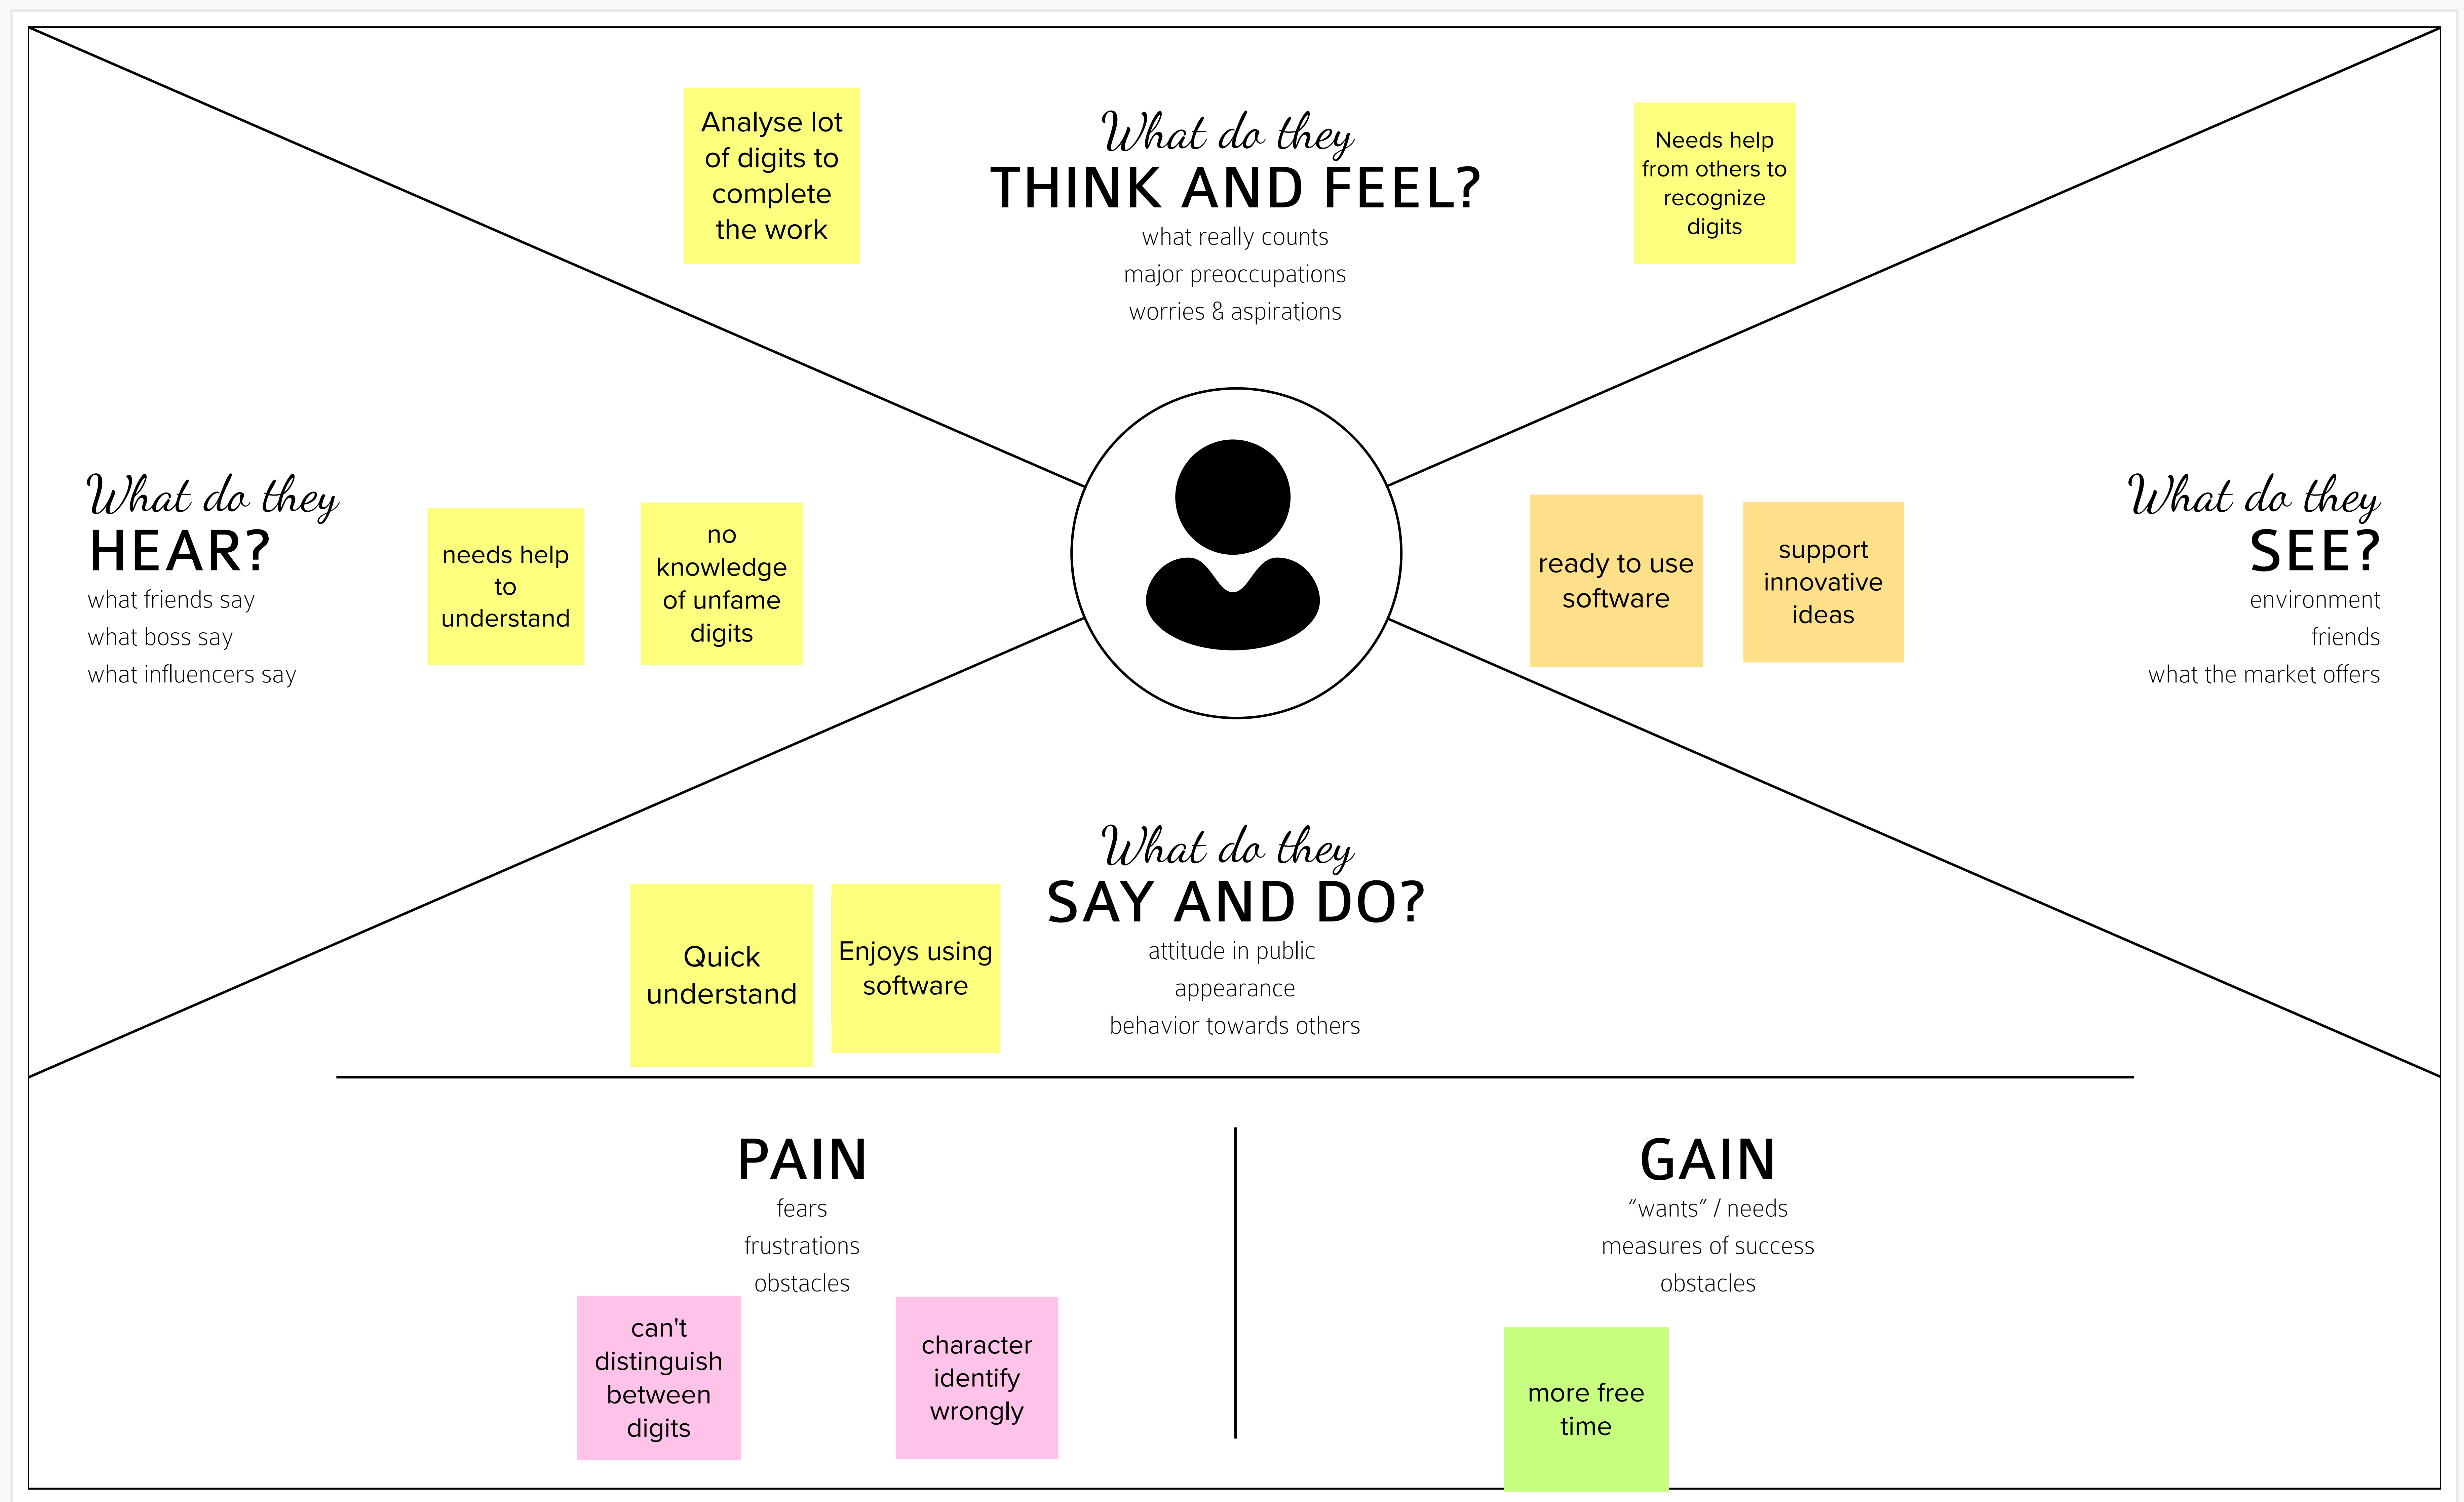 Analyse lot
of digits to
complete
the work
What do they
THINK AND FEEL?
what really counts
major preoccupations
worries & aspirations
Needs help
from others to
recognize
digits
What do they
HEAR?
what friends say
what boss say
what influencers say
needs help
to
understand
no
knowledge
of unfame
digits
ready to use
software
support
innovative
ideas
What do they
SEE?
environment
friends
what the market offers
Quick
understand
Enjoys using
software
What do they
SAY AND DO?
attitude in public
appearance
behavior towards others
PAIN
fears
frustrations
obstacles
can't
distinguish
between
digits
character
identify
wrongly
GAIN
“wants” / needs
measures of success
obstacles
more free
time